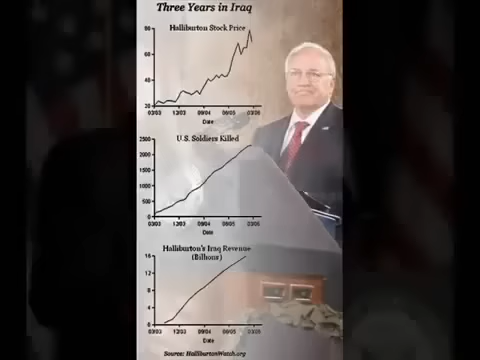 Three Years in Iraq
Halliburton Stock Price
80
60
40
20
03/03 12/03 09/04 06/05 03/06
Date
U.S. Soldiers Killed
2500
2000
1500
1000
500
0
03/03 12/03 09/04 06/05 03/06
Date
Halliburton's Iraq Revenue
(Billions)
16
12
8
4
0
03/03 12/03 09/04 06/05 03/06
Date
Source: HalliburtonWatch.org